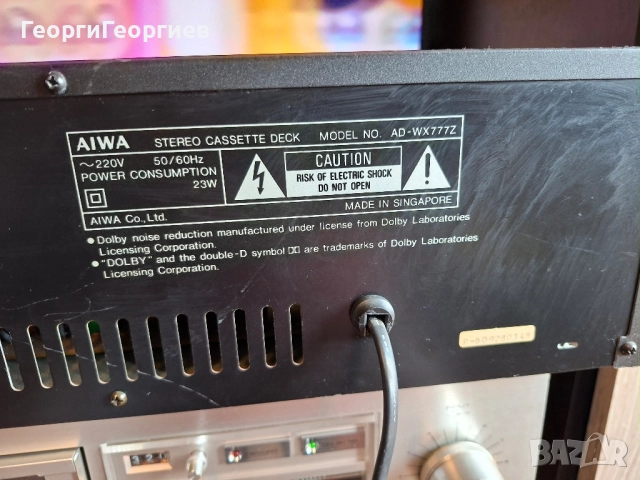 ГеоргиГеоргиев
AIWA STEREO CASSETTE DECK MODEL NO. AD-WX777Z
~220V 50/60Hz
POWER CONSUMPTION
23W
AIWA Co., Ltd.
CAUTION
RISK OF ELECTRIC SHOCK
DO NOT OPEN
MADE IN SINGAPORE
● Dolby noise reduction manufactured under license from Dolby Laboratories
Licensing Corporation.
● "DOLBY" and the double-D symbol are trademarks of Dolby Laboratories
Licensing Corporation.
BAZAR